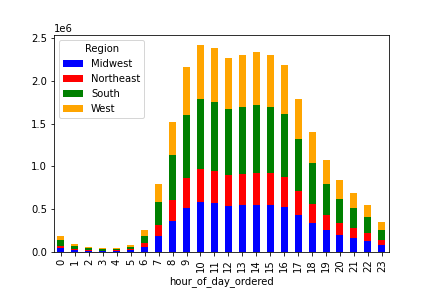 1e6
2.5
2.0
1.5
1.0
0.5
0.0
Region
Midwest
Northeast
South
West
0 1 2 3 4 5 6 7 8 9 10 11 12 13 14 15 16 17 18 19 20 21 22 23
hour_of_day_ordered